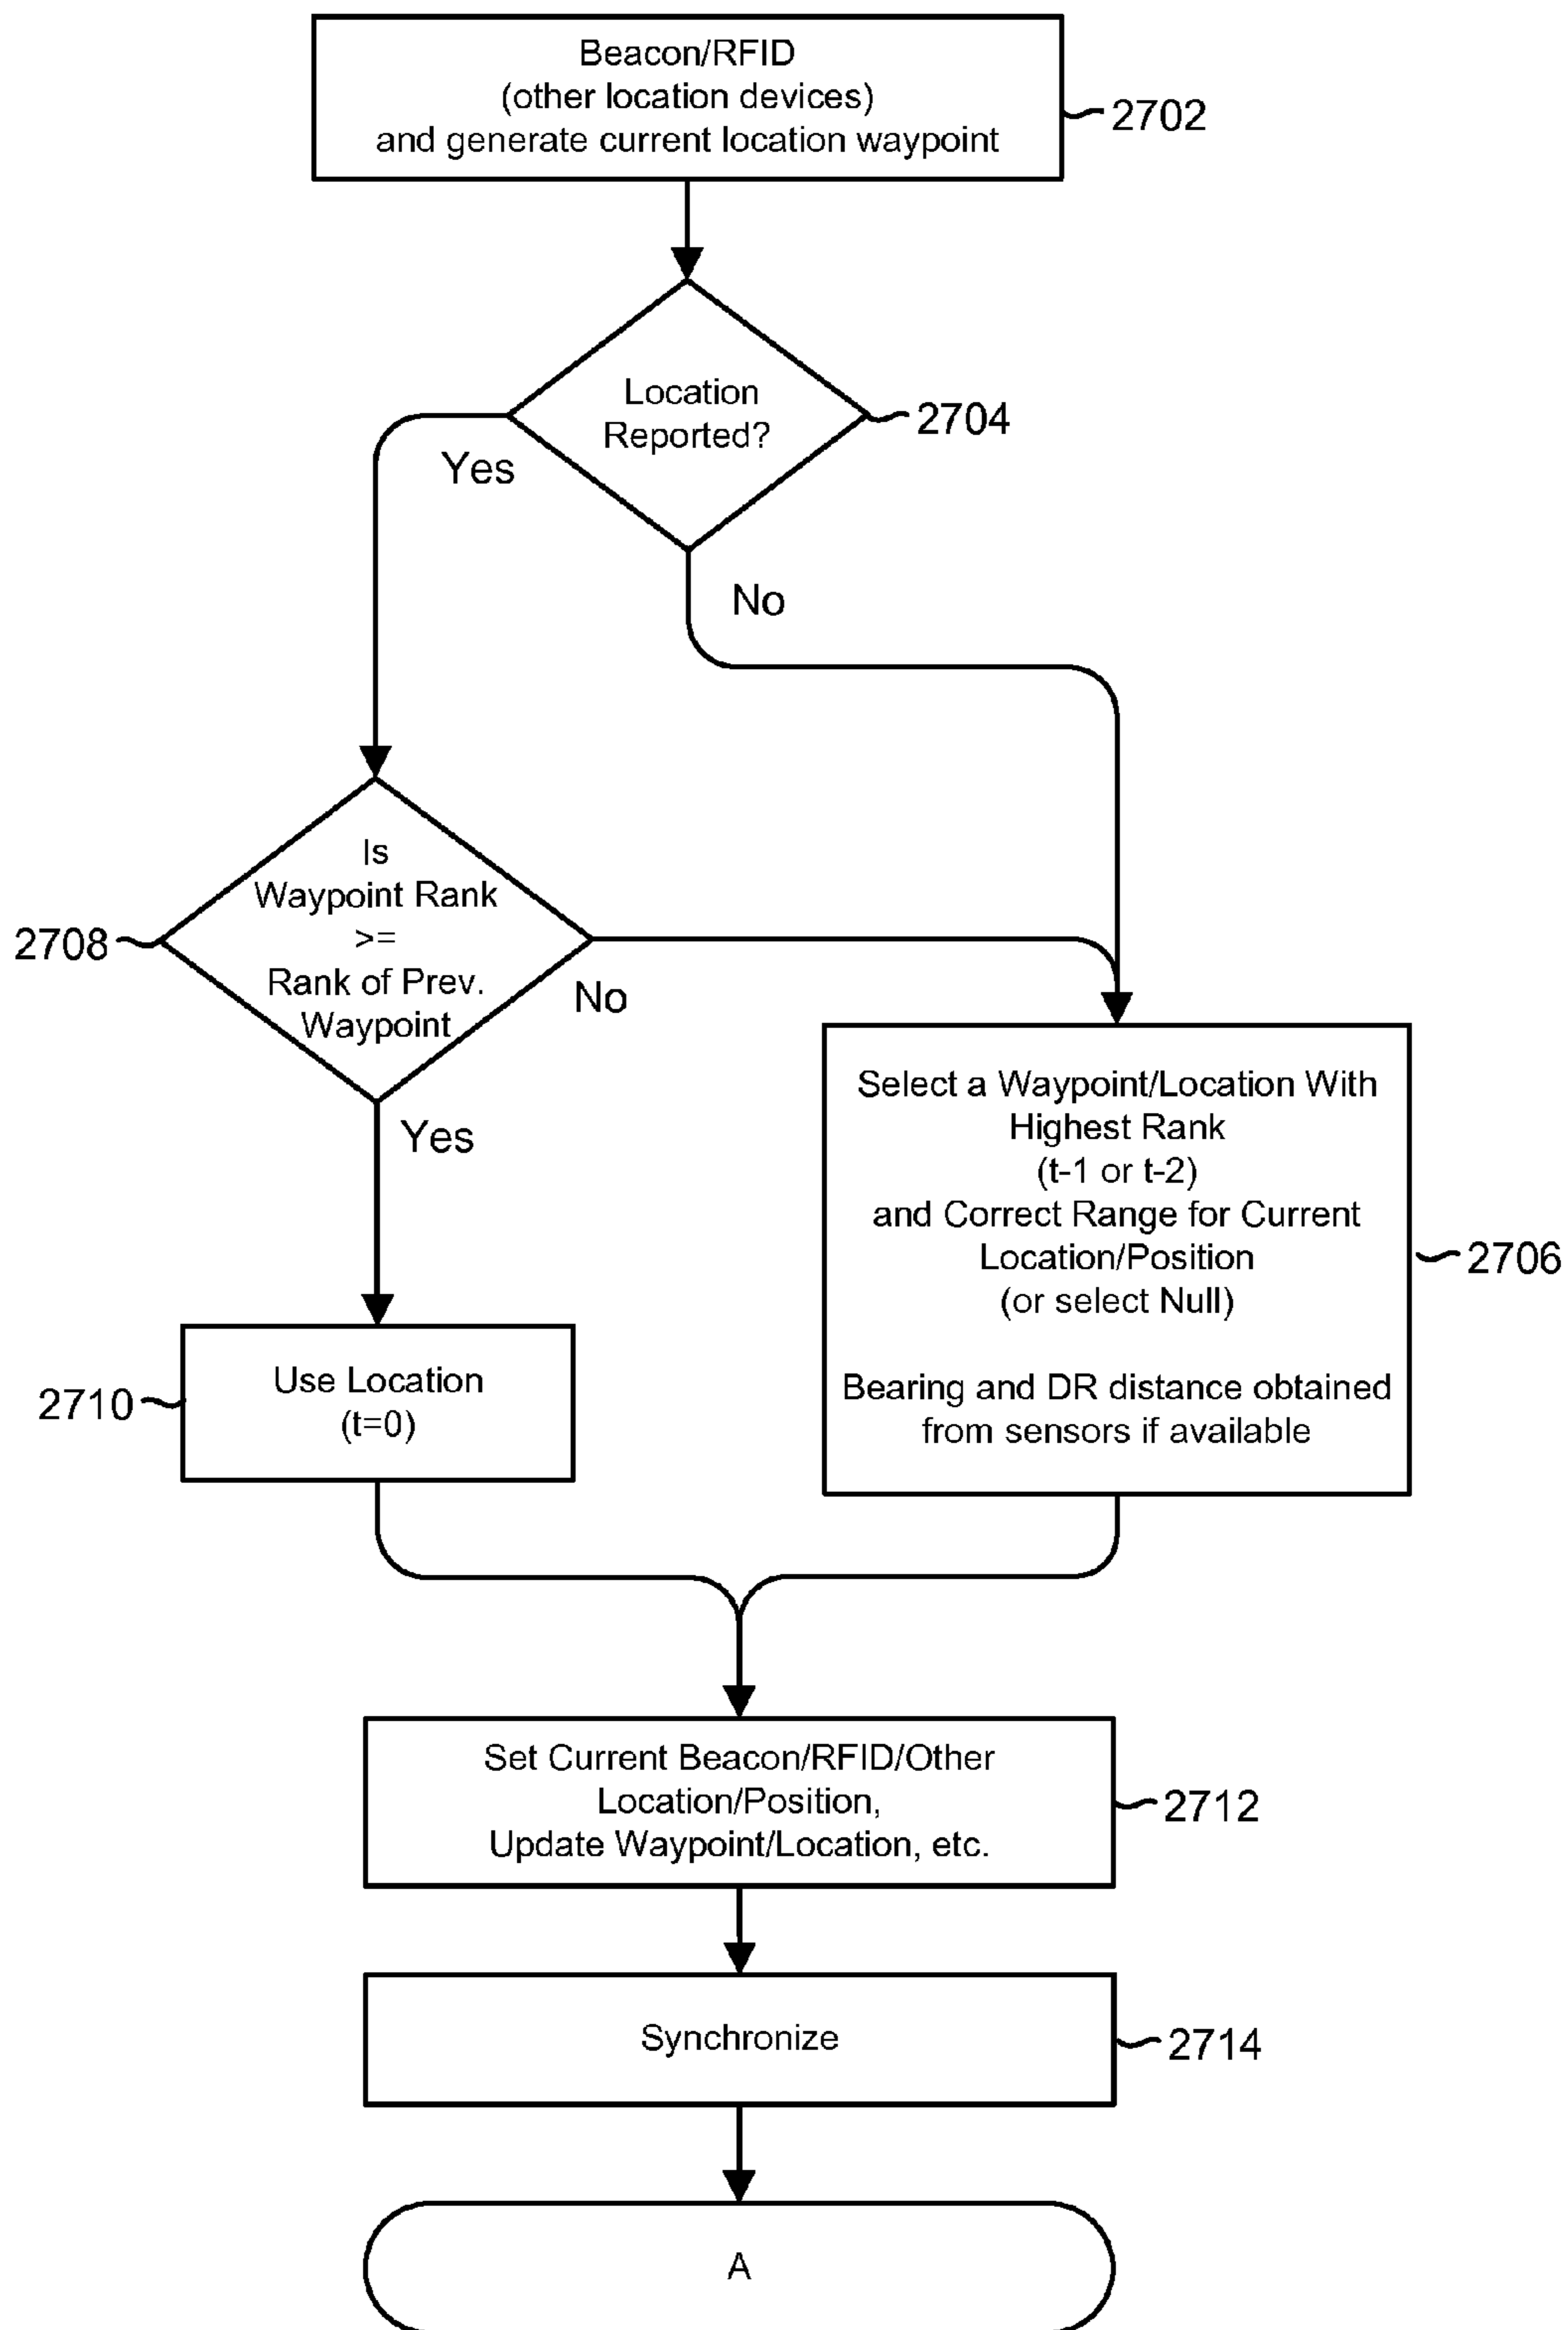 Beacon/RFID
(other location devices)
and generate current location waypoint
2702
Location
Reported?
2704
Yes
No
Is
Waypoint Rank
>=
Rank of Prev.
Waypoint
2708
No
Yes
Select a Waypoint/Location With
Highest Rank
(t-1 or t-2)
and Correct Range for Current
Location/Position
(or select Null)
Bearing and DR distance obtained
from sensors if available
2706
Use Location
(t=0)
2710
Set Current Beacon/RFID/Other
Location/Position,
Update Waypoint/Location, etc.
2712
Synchronize
2714
A